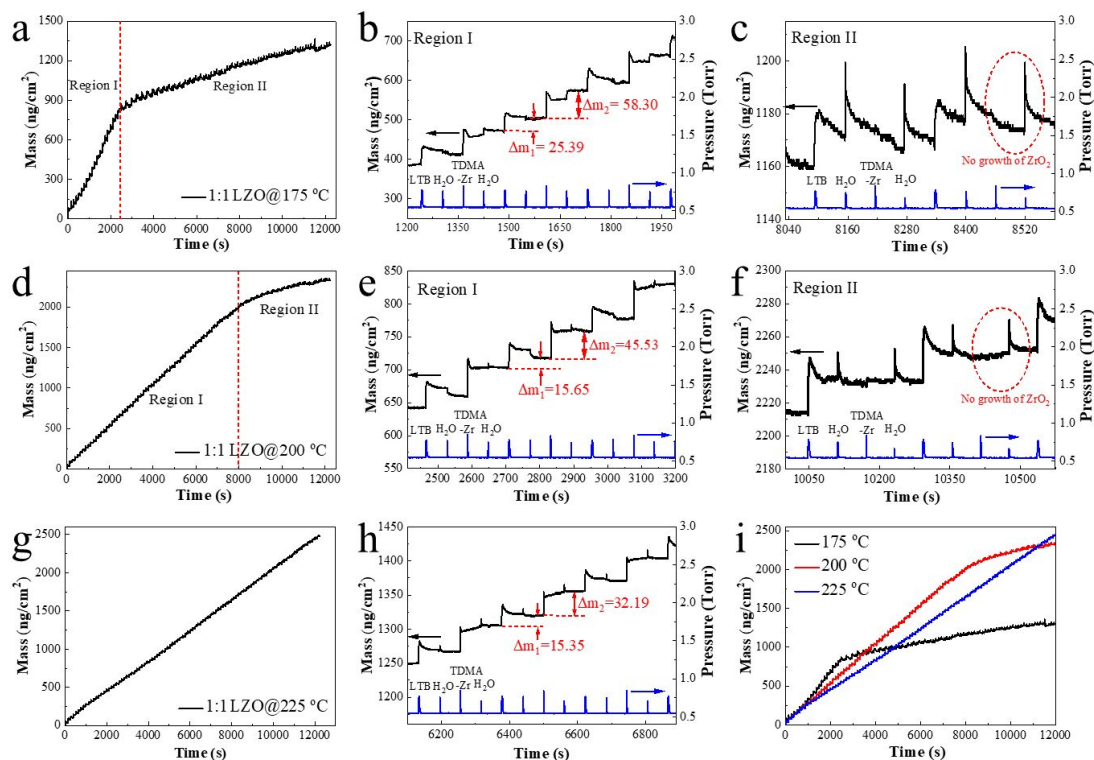 a
Mass (ng/cm²)
1500
1200
900
600
300
0
Region I
Region II
1:1 LZO@175 °C
0 2000 4000 6000 8000 10000 12000
Time (s)
b
Region I
Mass (ng/cm²)
700
600
500
400
300
Δm₂= 58.30
Δm₁= 25.39
LTB H₂O TDMA-Zr H₂O
3.0
2.5
2.0
1.5
1.0
0.5
Pressure (Torr)
1200 1300 1400 1500 1600 1700 1800 1900
Time (s)
c
Region II
Mass (ng/cm²)
1200
1180
1160
1140
No growth of ZrO₂
LTB H₂O TDMA-Zr H₂O
3.0
2.5
2.0
1.5
1.0
0.5
Pressure (Torr)
8040 8160 8280 8400 8520
Time (s)
d
Mass (ng/cm²)
2000
1500
1000
500
0
Region I
Region II
1:1 LZO@200 °C
0 2000 4000 6000 8000 10000 12000
Time (s)
e
Region I
Mass (ng/cm²)
850
800
750
700
650
600
550
Δm₂=45.53
Δm₁=15.65
LTB H₂O TDMA-Zr H₂O
3.0
2.5
2.0
1.5
1.0
0.5
Pressure (Torr)
2500 2600 2700 2800 2900 3000 3100 3200
Time (s)
f
Region II
Mass (ng/cm²)
2300
2280
2260
2240
2220
2200
2180
No growth of ZrO₂
LTB H₂O TDMA-Zr H₂O
3.0
2.5
2.0
1.5
1.0
0.5
Pressure (Torr)
10050 10200 10350 10500
Time (s)
g
Mass (ng/cm²)
2500
2000
1500
1000
500
0
1:1 LZO@225 °C
0 2000 4000 6000 8000 10000 12000
Time (s)
h
Mass (ng/cm²)
1450
1400
1350
1300
1250
1200
Δm₂=32.19
Δm₁=15.35
LTB H₂O TDMA-Zr H₂O
3.0
2.5
2.0
1.5
1.0
0.5
Pressure (Torr)
6200 6400 6600 6800
Time (s)
i
Mass (ng/cm²)
2500
2000
1500
1000
500
0
175 °C
200 °C
225 °C
0 2000 4000 6000 8000 10000 12000
Time (s)